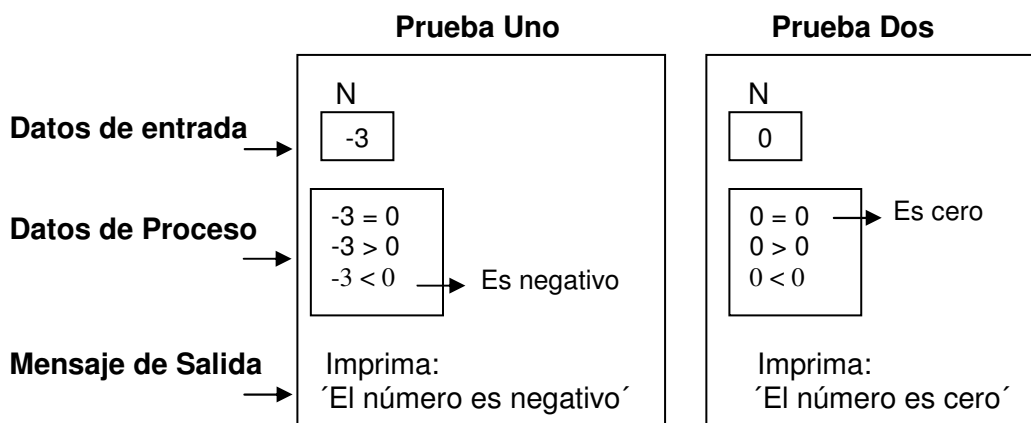 Prueba Uno
Prueba Dos
Datos de entrada
N
-3
N
0
Datos de Proceso
-3 = 0
-3 > 0
-3 < 0
Es negativo
0 = 0
0 > 0
0 < 0
Es cero
Mensaje de Salida
Imprima:
´El número es negativo´
Imprima:
´El número es cero´